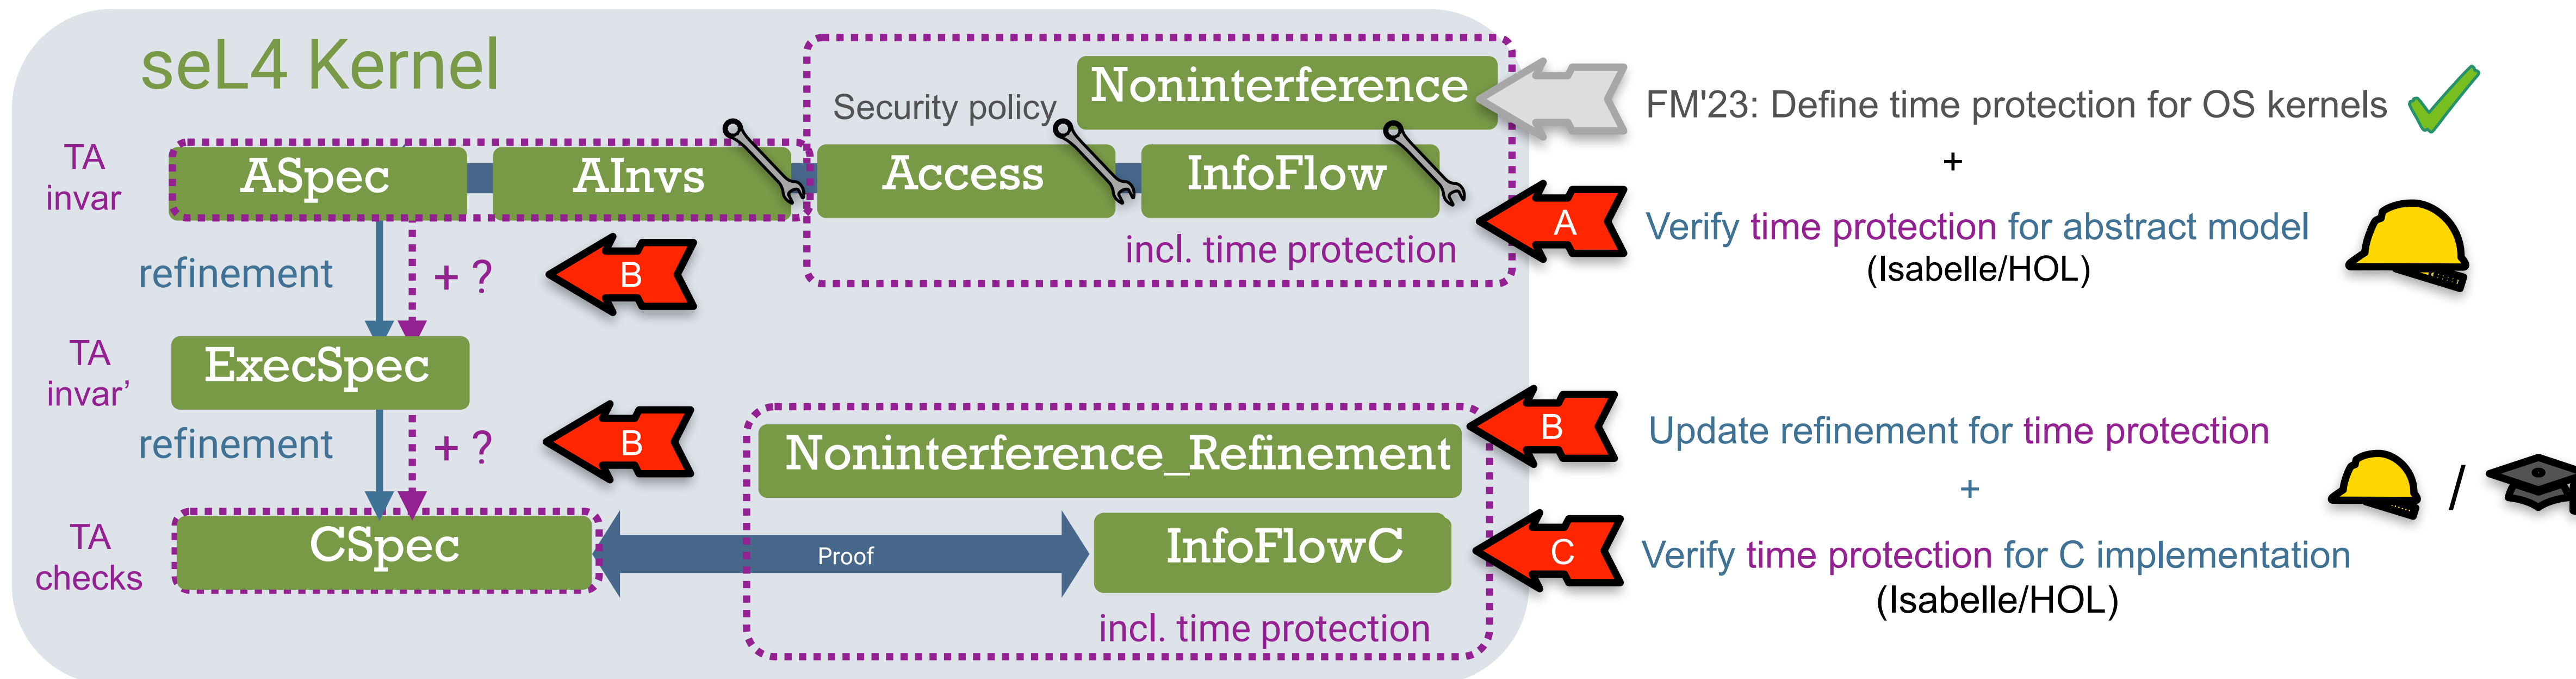 seL4 Kernel
Security policy
Noninterference
FM'23: Define time protection for OS kernels
+
TA
invar
ASpec
AInvs
Access
InfoFlow
A
Verify time protection for abstract model
(Isabelle/HOL)
incl. time protection
refinement
+ ?
B
TA
invar’
ExecSpec
refinement
+ ?
B
Noninterference_Refinement
B
Update refinement for time protection
+
/
TA
checks
CSpec
Proof
InfoFlowC
C
Verify time protection for C implementation
(Isabelle/HOL)
incl. time protection